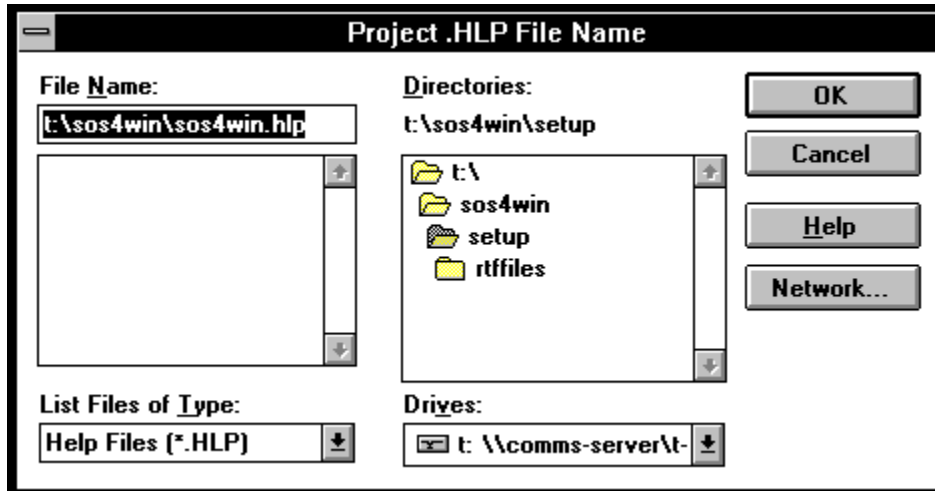 Project .HLP File Name
File Name:
t:\sos4win\sos4win.hlp
Directories:
t:\sos4win\setup
t:\
sos4win
setup
rtffiles
OK
Cancel
Help
Network...
List Files of Type:
Help Files (*.HLP)
Drives:
t: \\comms-server\t-